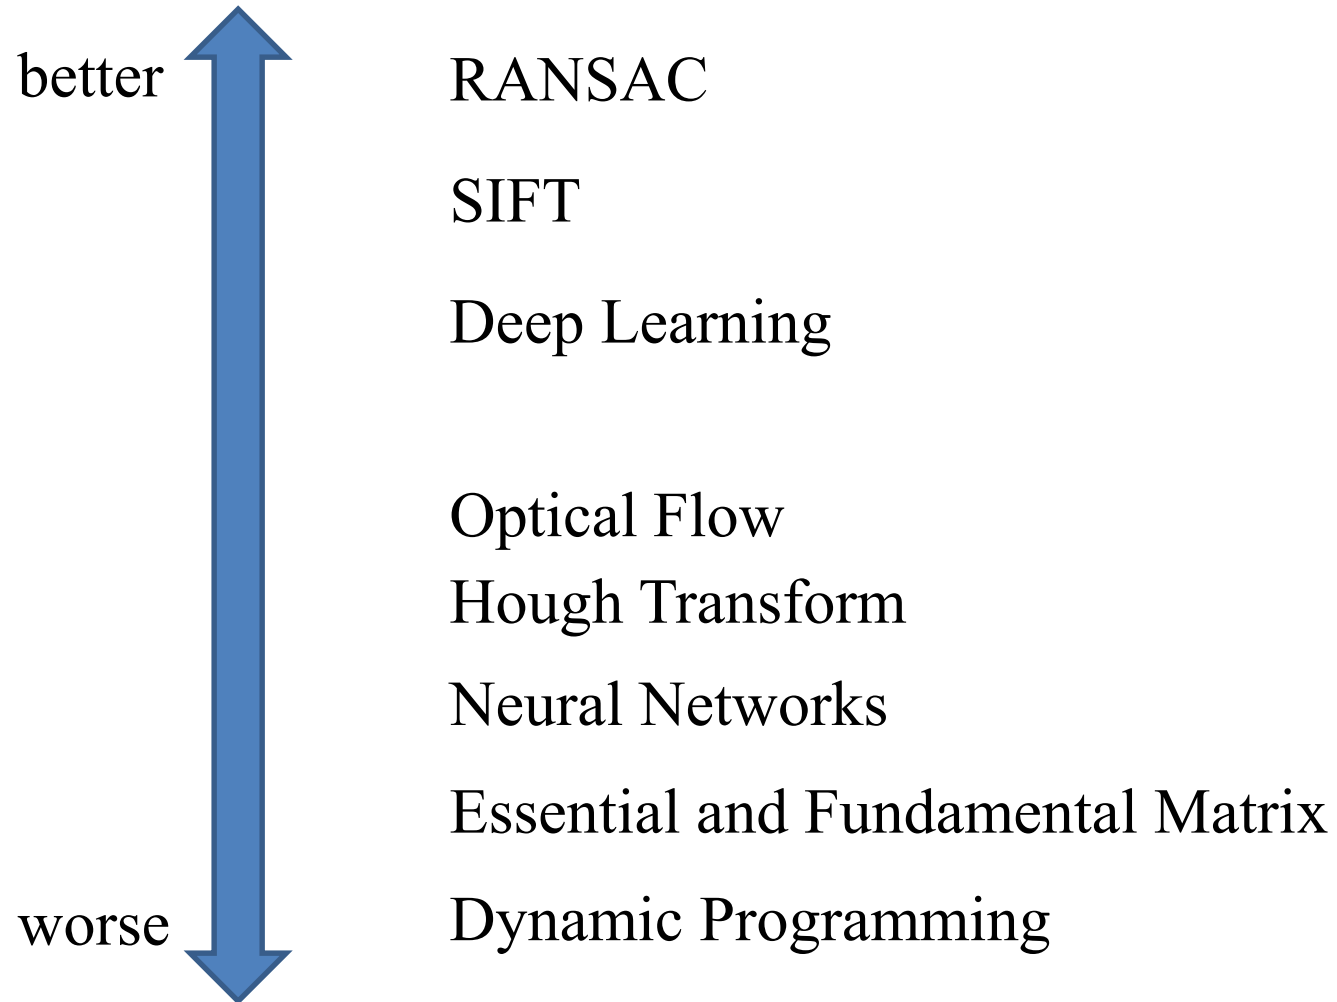 better
RANSAC
SIFT
Deep Learning
Optical Flow
Hough Transform
Neural Networks
Essential and Fundamental Matrix
worse
Dynamic Programming